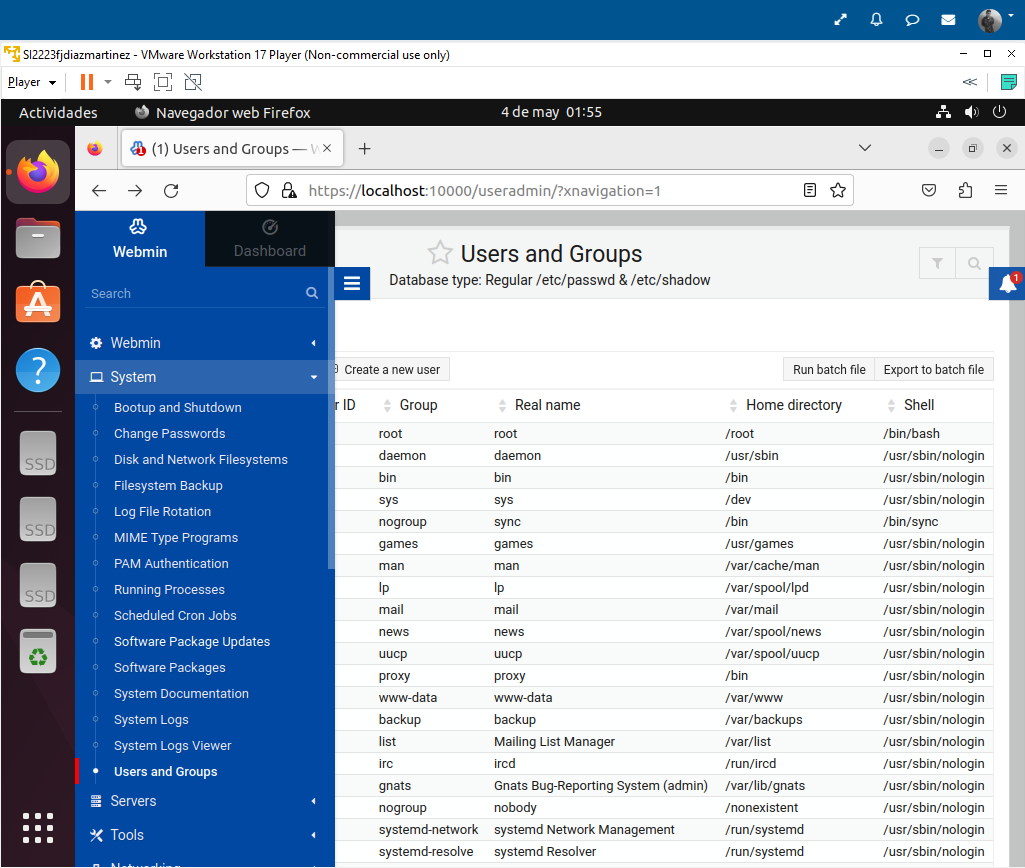 SI2223fjdiazmartinez - VMware Workstation 17 Player (Non-commercial use only)
Player
Actividades
Navegador web Firefox
4 de may 01:55
(1) Users and Groups —
https://localhost:10000/useradmin/?xnavigation=1
Webmin
Dashboard
Search
Webmin
System
Bootup and Shutdown
Change Passwords
Disk and Network Filesystems
Filesystem Backup
Log File Rotation
MIME Type Programs
PAM Authentication
Running Processes
Scheduled Cron Jobs
Software Package Updates
Software Packages
System Documentation
System Logs
System Logs Viewer
Users and Groups
Servers
Tools
Networking
SSD
SSD
SSD
Users and Groups
Database type: Regular /etc/passwd & /etc/shadow
1
Create a new user
Run batch file
Export to batch file
r ID Group Real name Home directory Shell
root root /root /bin/bash
daemon daemon /usr/sbin /usr/sbin/nologin
bin bin /bin /usr/sbin/nologin
sys sys /dev /usr/sbin/nologin
nogroup sync /bin /bin/sync
games games /usr/games /usr/sbin/nologin
man man /var/cache/man /usr/sbin/nologin
lp lp /var/spool/lpd /usr/sbin/nologin
mail mail /var/mail /usr/sbin/nologin
news news /var/spool/news /usr/sbin/nologin
uucp uucp /var/spool/uucp /usr/sbin/nologin
proxy proxy /bin /usr/sbin/nologin
www-data www-data /var/www /usr/sbin/nologin
backup backup /var/backups /usr/sbin/nologin
list Mailing List Manager /var/list /usr/sbin/nologin
irc ircd /run/ircd /usr/sbin/nologin
gnats Gnats Bug-Reporting System (admin) /var/lib/gnats /usr/sbin/nologin
nogroup nobody /nonexistent /usr/sbin/nologin
systemd-network systemd Network Management /run/systemd /usr/sbin/nologin
systemd-resolve systemd Resolver /run/systemd /usr/sbin/nologin